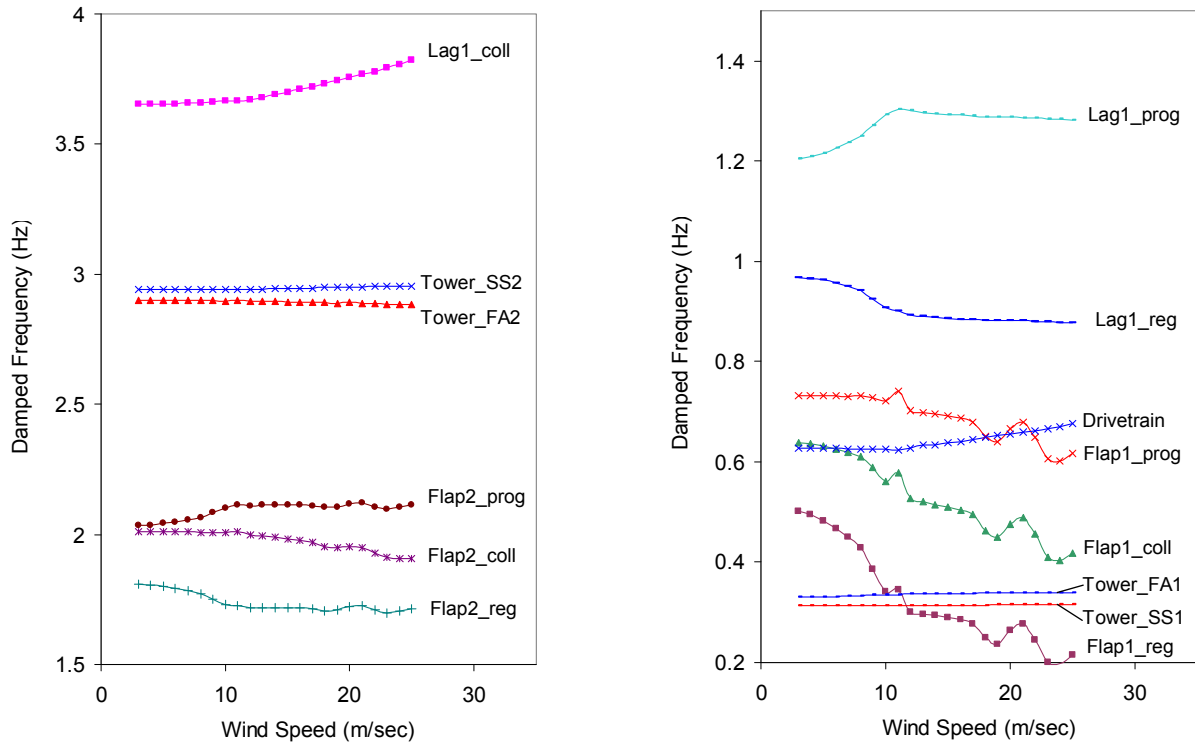 4
3.5
3
2.5
2
1.5
0
10
20
30
Damped Frequency (Hz)
Wind Speed (m/sec)
Lag1_coll
Tower_SS2
Tower_FA2
Flap2_prog
Flap2_coll
Flap2_reg
1.4
1.2
1
0.8
0.6
0.4
0.2
0
10
20
30
Damped Frequency (Hz)
Wind Speed (m/sec)
Lag1_prog
Lag1_reg
Drivetrain
Flap1_prog
Flap1_coll
Tower_FA1
Tower_SS1
Flap1_reg